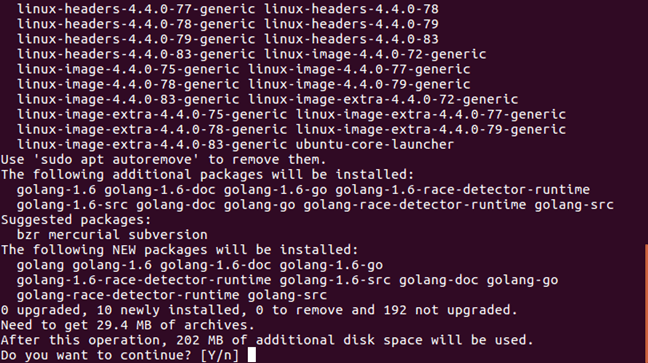 linux-headers-4.4.0-77-generic linux-headers-4.4.0-78
linux-headers-4.4.0-78-generic linux-headers-4.4.0-79
linux-headers-4.4.0-79-generic linux-headers-4.4.0-83
linux-headers-4.4.0-83-generic linux-image-4.4.0-72-generic
linux-image-4.4.0-75-generic linux-image-4.4.0-77-generic
linux-image-4.4.0-78-generic linux-image-4.4.0-79-generic
linux-image-4.4.0-83-generic linux-image-extra-4.4.0-72-generic
linux-image-extra-4.4.0-75-generic linux-image-extra-4.4.0-77-generic
linux-image-extra-4.4.0-78-generic linux-image-extra-4.4.0-79-generic
linux-image-extra-4.4.0-83-generic ubuntu-core-launcher
Use 'sudo apt autoremove' to remove them.
The following additional packages will be installed:
golang-1.6 golang-1.6-doc golang-1.6-go golang-1.6-race-detector-runtime
golang-1.6-src golang-doc golang-go golang-race-detector-runtime golang-src
Suggested packages:
bzr mercurial subversion
The following NEW packages will be installed:
golang golang-1.6 golang-1.6-doc golang-1.6-go
golang-1.6-race-detector-runtime golang-1.6-src golang-doc golang-go
golang-race-detector-runtime golang-src
0 upgraded, 10 newly installed, 0 to remove and 192 not upgraded.
Need to get 29.4 MB of archives.
After this operation, 202 MB of additional disk space will be used.
Do you want to continue? [Y/n]